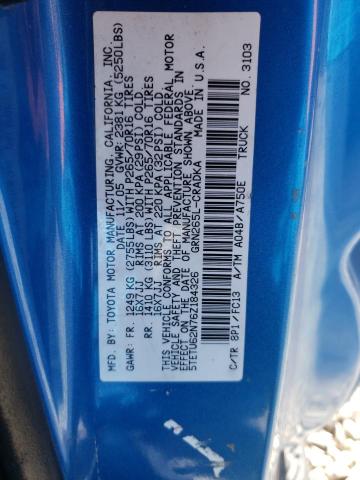 MFD. BY: TOYOTA MOTOR MANUFACTURING, CALIFORNIA, INC.
DATE 11/05 GVWR: 2381 KG (5250LBS)
GAWR: FR. 1249 KG (2755LBS) WITH P265/70R16 TIRES
16X7JJ RIMS AT 200 KPA (29PSI) COLD
RR. 1410 KG (3110 LBS) WITH P265/70R16 TIRES
16X7JJ RIMS AT 220 KPA (32PSI) COLD
THIS VEHICLE CONFORMS TO ALL APPLICABLE FEDERAL MOTOR
VEHICLE SAFETY AND THEFT PREVENTION STANDARDS IN
EFFECT ON THE DATE OF MANUFACTURE SHOWN ABOVE.
5TETU62N76Z184326 GRN265L-CRADKA MADE IN U.S.A.
TRUCK
C/TR 8P1/FC13 A/TM A04B/A750E
NO. 3103